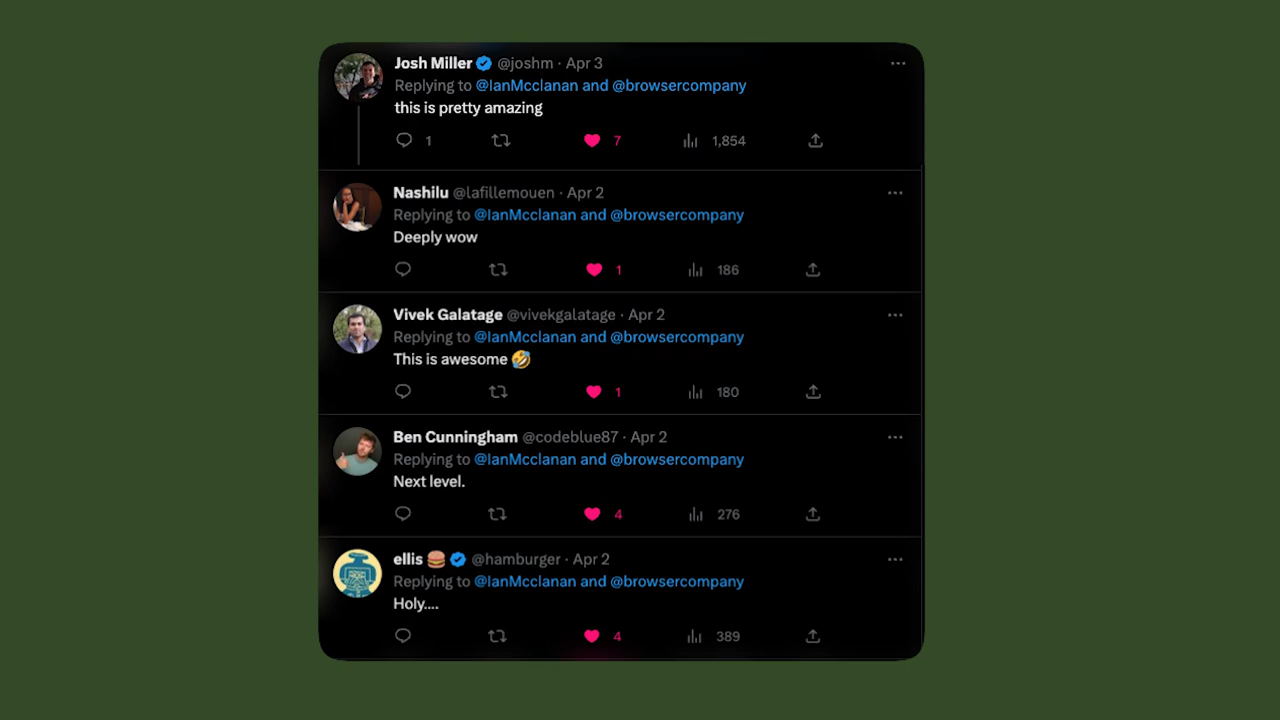 Josh Miller @joshm · Apr 3
Replying to @IanMcclanan and @browsercompany
this is pretty amazing
1 7 1,854
Nashilu @lafillemouen · Apr 2
Replying to @IanMcclanan and @browsercompany
Deeply wow
1 186
Vivek Galatage @vivekgalatage · Apr 2
Replying to @IanMcclanan and @browsercompany
This is awesome 🤣
1 180
Ben Cunningham @codeblue87 · Apr 2
Replying to @IanMcclanan and @browsercompany
Next level.
4 276
ellis 🍔 @hamburger · Apr 2
Replying to @IanMcclanan and @browsercompany
Holy....
4 389